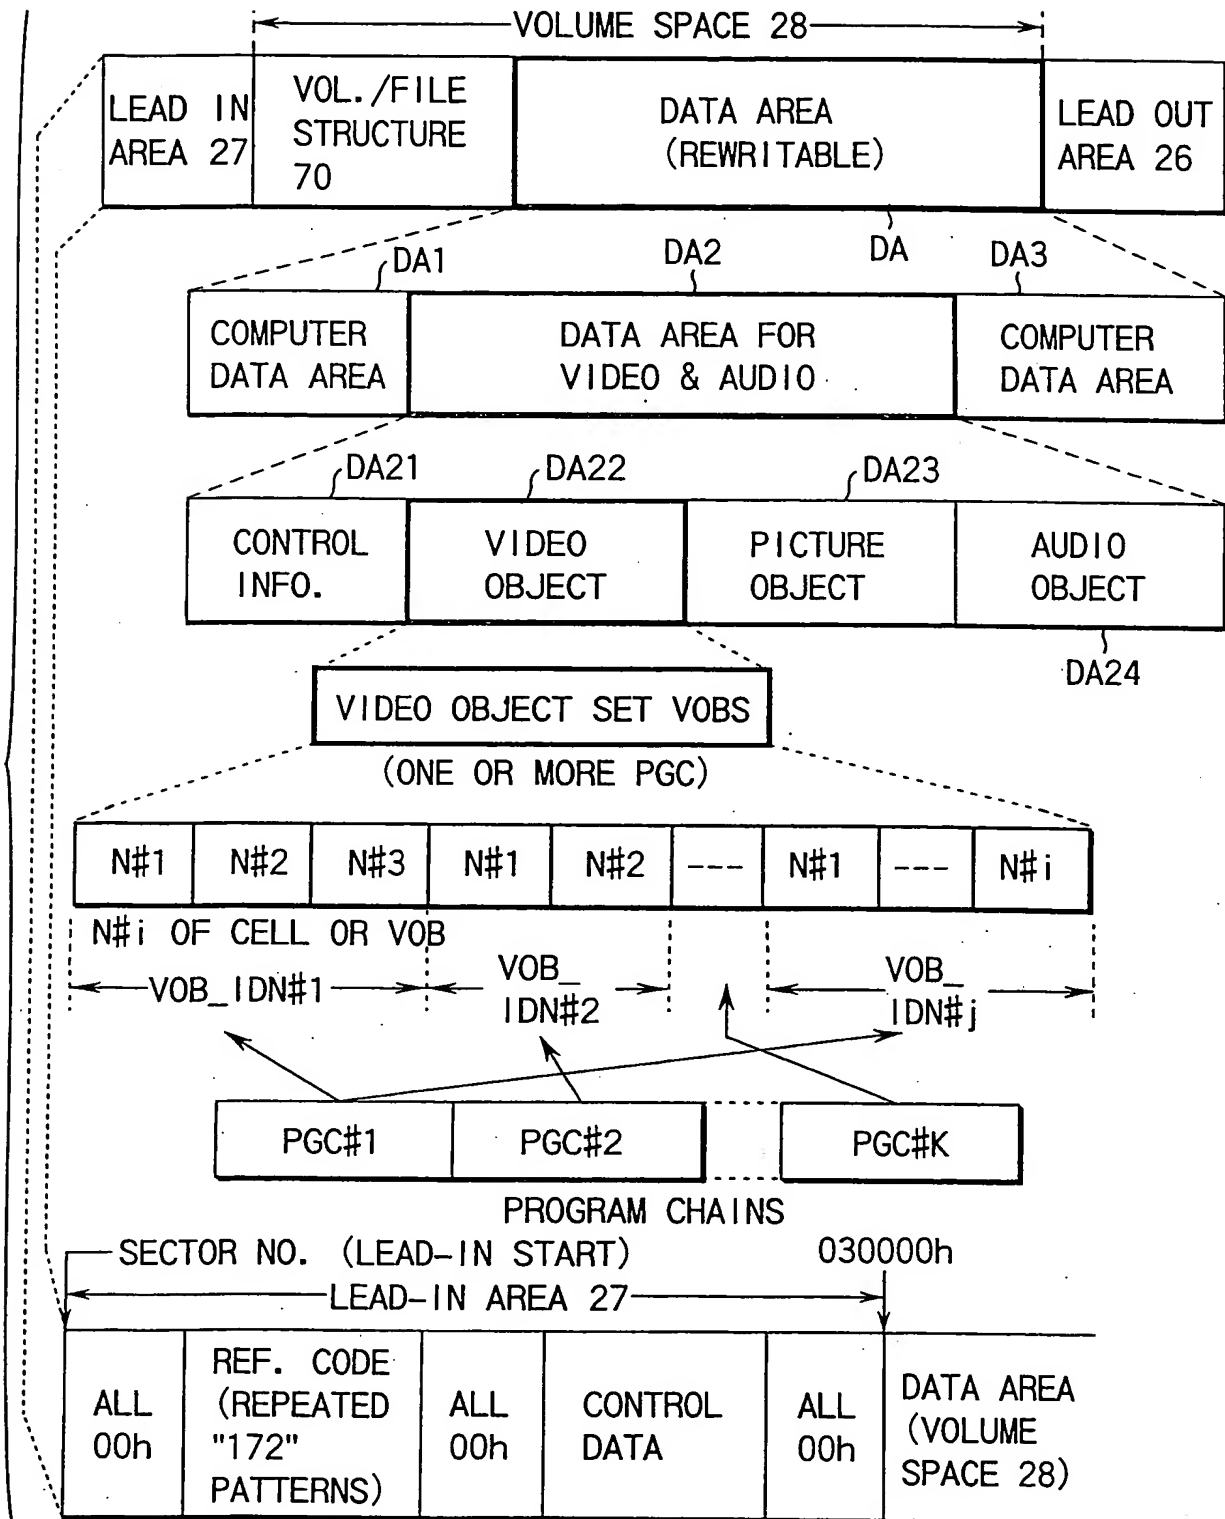 VOLUME SPACE 28
LEAD IN
AREA 27
VOL./FILE
STRUCTURE
70
DATA AREA
(REWRITABLE)
LEAD OUT
AREA 26
DA1
DA2
DA
DA3
COMPUTER
DATA AREA
DATA AREA FOR
VIDEO & AUDIO
COMPUTER
DATA AREA
DA21
DA22
DA23
CONTROL
INFO.
VIDEO
OBJECT
PICTURE
OBJECT
AUDIO
OBJECT
DA24
VIDEO OBJECT SET VOBS
(ONE OR MORE PGC)
N#1 N#2 N#3 N#1 N#2 --- N#1 --- N#i
N#i OF CELL OR VOB
VOB_IDN#1
VOB_
IDN#2
VOB_
IDN#j
PGC#1 PGC#2 PGC#K
PROGRAM CHAINS
SECTOR NO. (LEAD-IN START)
030000h
LEAD-IN AREA 27
ALL
00h
REF. CODE
(REPEATED
"172"
PATTERNS)
ALL
00h
CONTROL
DATA
ALL
00h
DATA AREA
(VOLUME
SPACE 28)